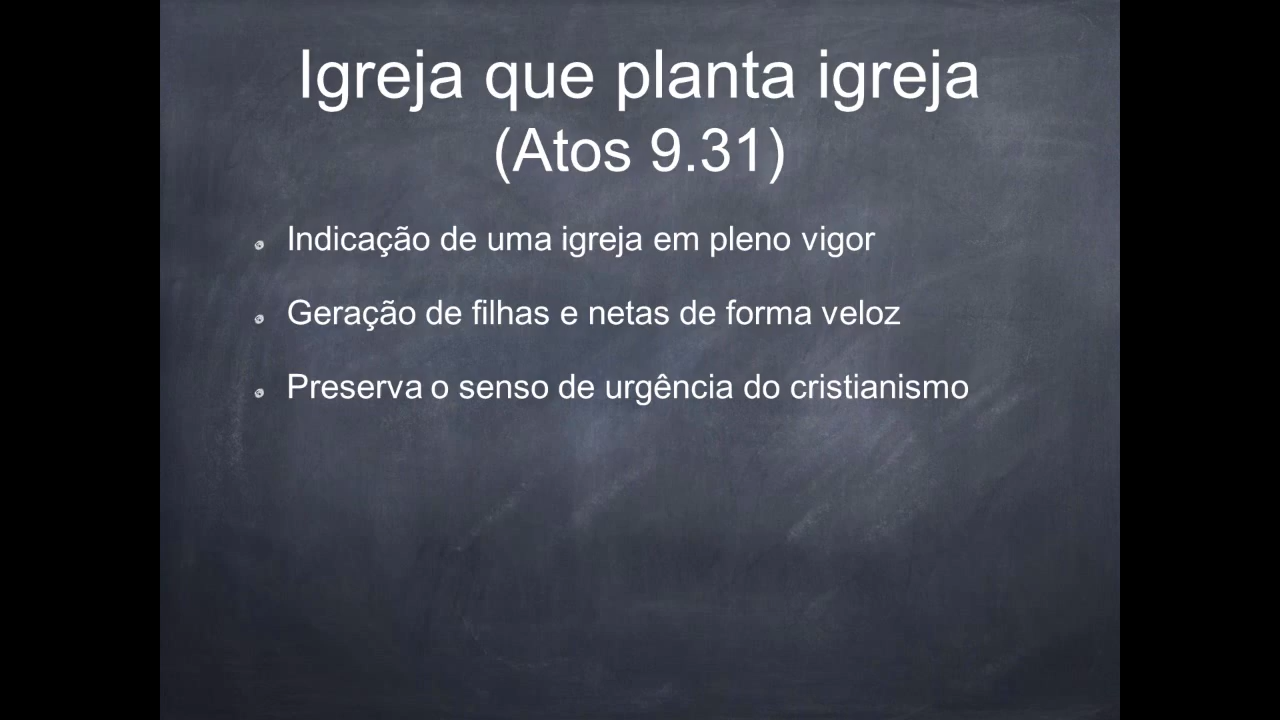 Igreja que planta igreja
(Atos 9.31)
Indicação de uma igreja em pleno vigor
Geração de filhas e netas de forma veloz
Preserva o senso de urgência do cristianismo